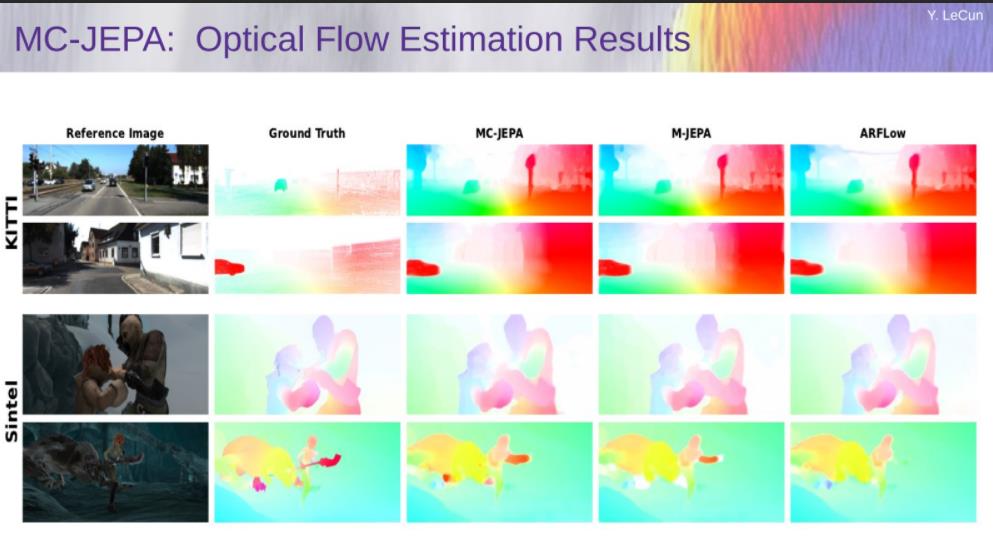 Y. LeCun
MC-JEPA: Optical Flow Estimation Results
Reference Image Ground Truth MC-JEPA M-JEPA ARFLow
KITTI
Sintel